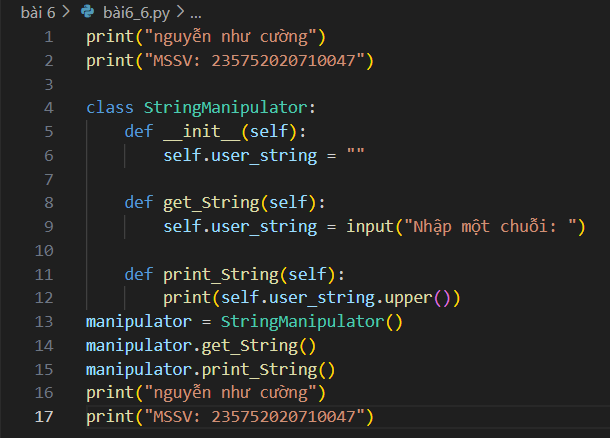 bài 6 > bài6_6.py > ...
1 print("nguyễn như cường")
2 print("MSSV: 235752020710047")
3
4 class StringManipulator:
5     def __init__(self):
6         self.user_string = ""
7
8     def get_String(self):
9         self.user_string = input("Nhập một chuỗi: ")
10
11     def print_String(self):
12         print(self.user_string.upper())
13 manipulator = StringManipulator()
14 manipulator.get_String()
15 manipulator.print_String()
16 print("nguyễn như cường")
17 print("MSSV: 235752020710047")